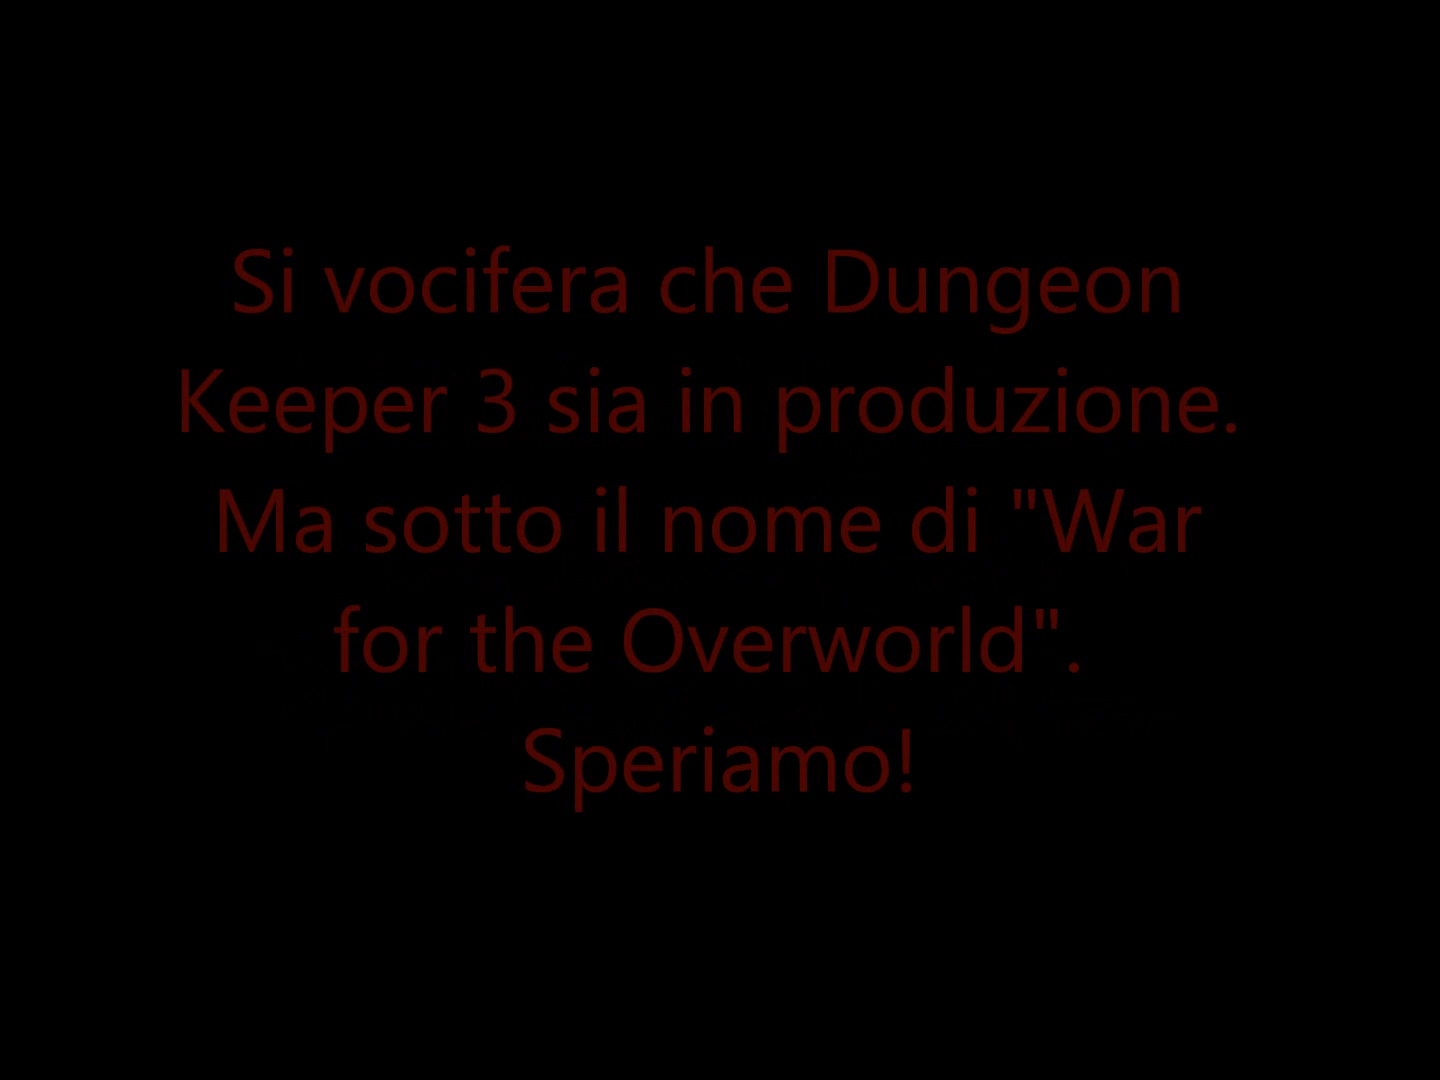 Si vocifera che Dungeon
Keeper 3 sia in produzione.
Ma sotto il nome di "War
for the Overworld".
Speriamo!